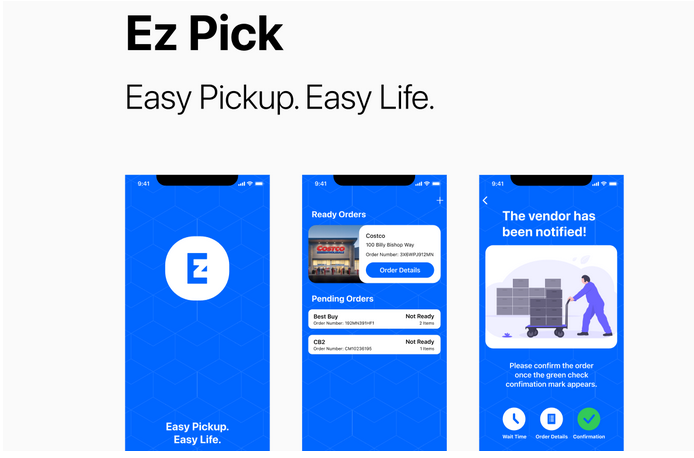 Ez Pick
Easy Pickup. Easy Life.
9:41
Ez
Easy Pickup.
Easy Life.
9:41
+
Ready Orders
COSTCO
Costco
100 Billy Bishop Way
Order Number: 3X6WPJ912MN
Order Details
Pending Orders
Best Buy
Not Ready
Order Number: 192MN391HF1
3 Items
CB2
Not Ready
Order Number: CM10236195
1 Items
9:41
The vendor has
been notified!
Please confirm the order
once the green check
confimation mark appears.
Wait Time
Order Details
Confirmation